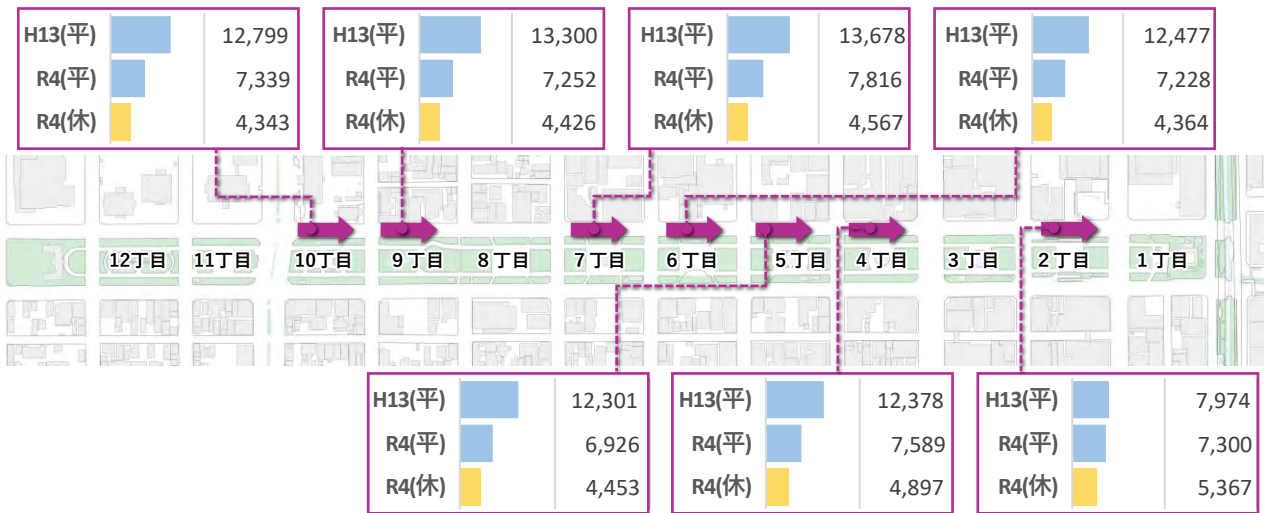 H13(平) 12,799
R4(平) 7,339
R4(休) 4,343
H13(平) 13,300
R4(平) 7,252
R4(休) 4,426
H13(平) 13,678
R4(平) 7,816
R4(休) 4,567
H13(平) 12,477
R4(平) 7,228
R4(休) 4,364
12丁目 11丁目 10丁目 9丁目 8丁目 7丁目 6丁目 5丁目 4丁目 3丁目 2丁目 1丁目
H13(平) 12,301
R4(平) 6,926
R4(休) 4,453
H13(平) 12,378
R4(平) 7,589
R4(休) 4,897
H13(平) 7,974
R4(平) 7,300
R4(休) 5,367